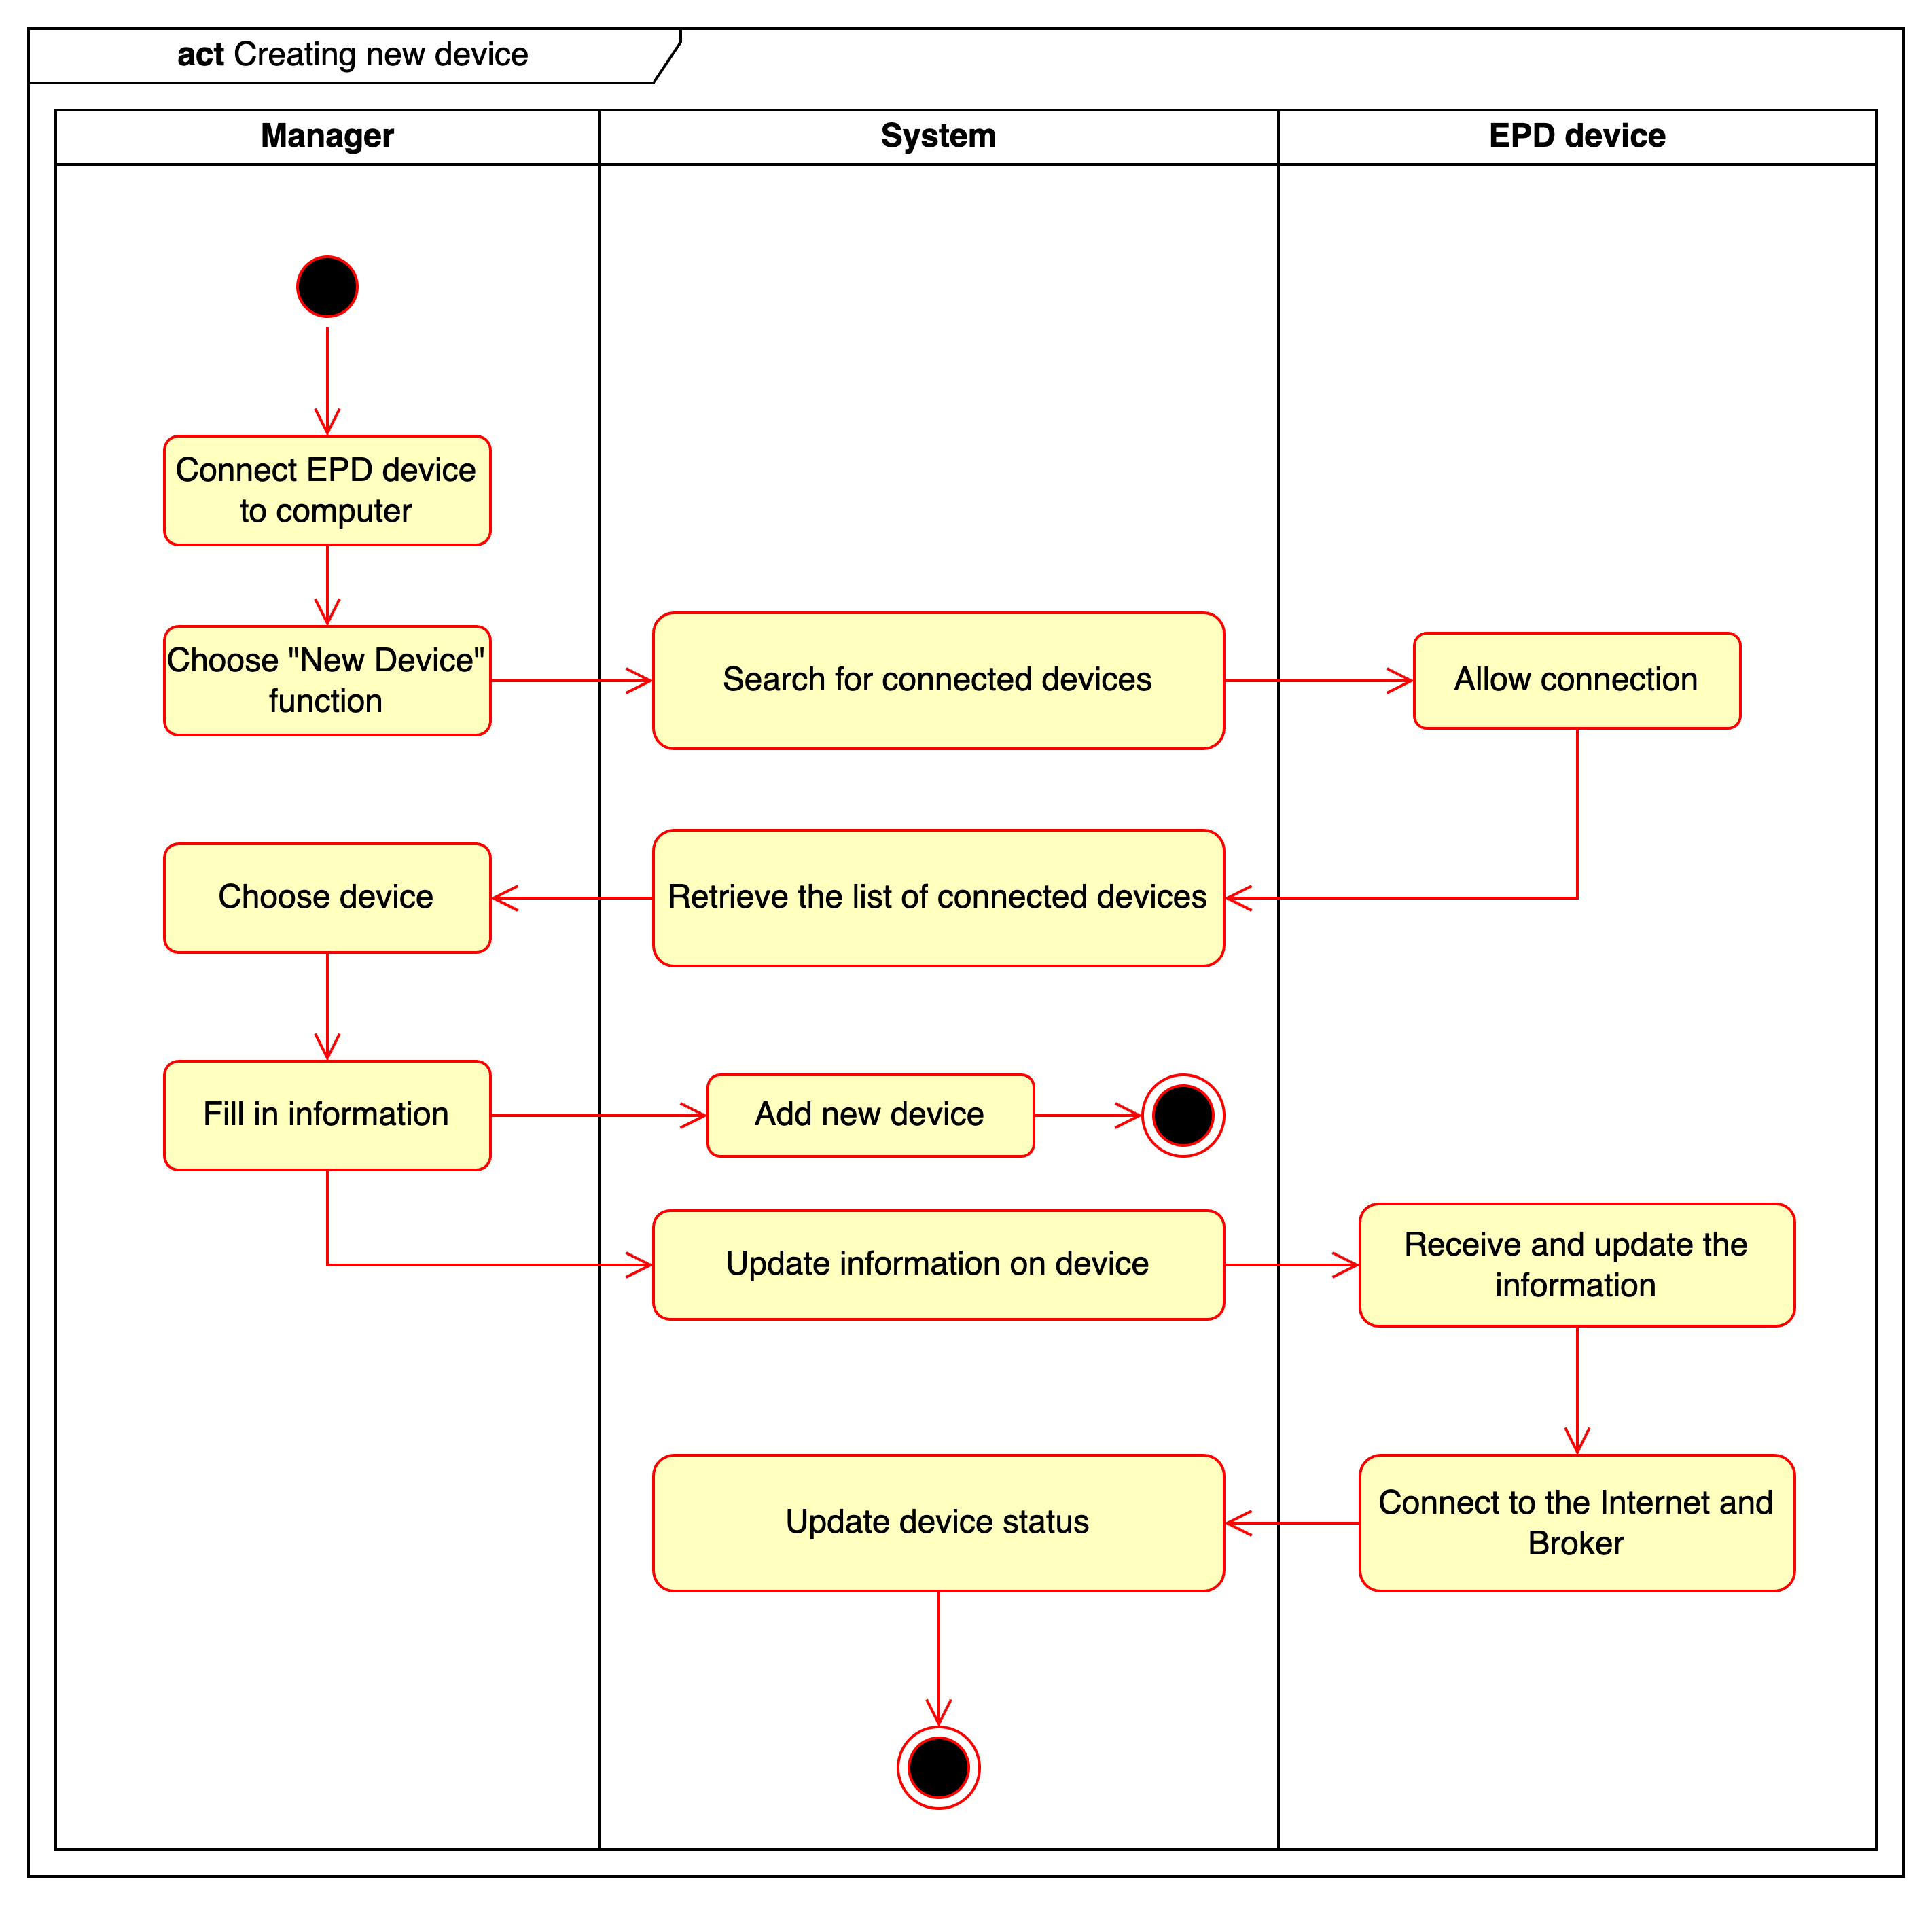 act Creating new device
Manager
System
EPD device
Connect EPD device
to computer
Choose "New Device"
function
Search for connected devices
Allow connection
Choose device
Retrieve the list of connected devices
Fill in information
Add new device
Update information on device
Receive and update the
information
Update device status
Connect to the Internet and
Broker